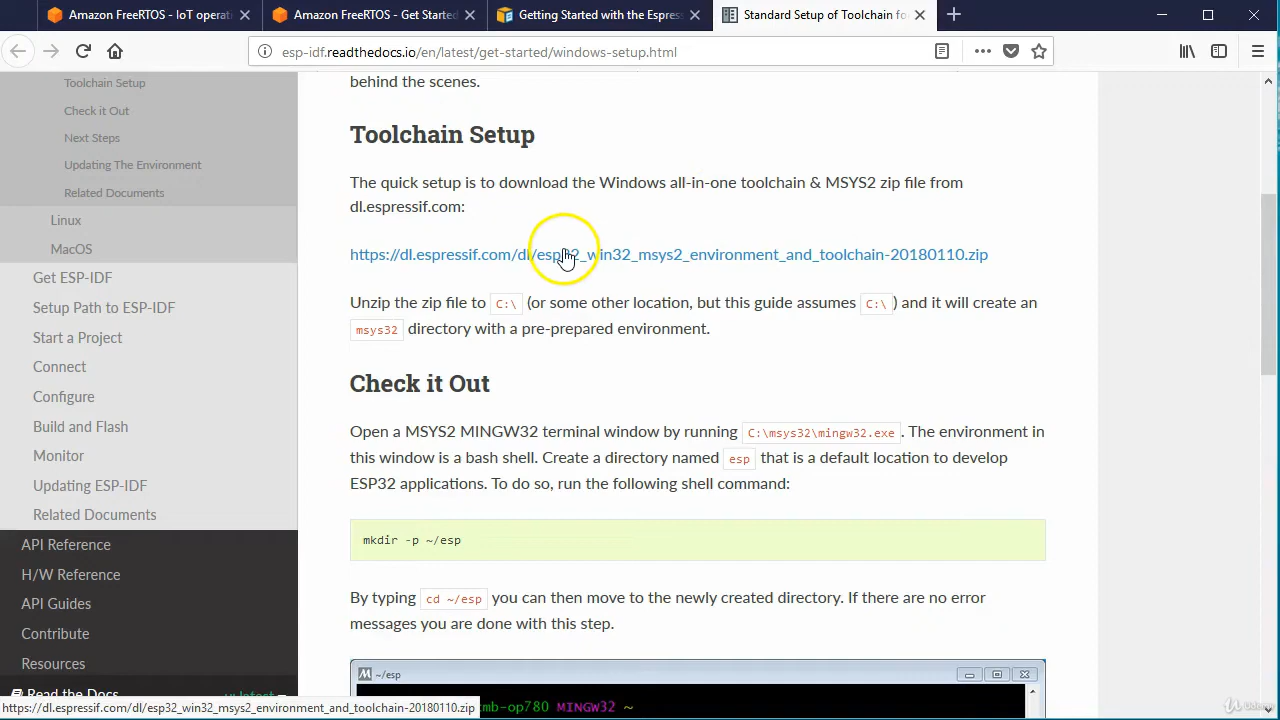 Amazon FreeRTOS – IoT operati
Amazon FreeRTOS - Get Started
Getting Started with the Espres
Standard Setup of Toolchain fo
esp-idf.readthedocs.io/en/latest/get-started/windows-setup.html
Toolchain Setup
Check it Out
Next Steps
Updating The Environment
Related Documents
Linux
MacOS
Get ESP-IDF
Setup Path to ESP-IDF
Start a Project
Connect
Configure
Build and Flash
Monitor
Updating ESP-IDF
Related Documents
API Reference
H/W Reference
API Guides
Contribute
Resources
Read the Docs
v: latest
behind the scenes.
Toolchain Setup
The quick setup is to download the Windows all-in-one toolchain & MSYS2 zip file from
dl.espressif.com:
https://dl.espressif.com/dl/esp32_win32_msys2_environment_and_toolchain-20180110.zip
Unzip the zip file to C:\ (or some other location, but this guide assumes C:\ ) and it will create an
msys32 directory with a pre-prepared environment.
Check it Out
Open a MSYS2 MINGW32 terminal window by running C:\msys32\mingw32.exe . The environment in
this window is a bash shell. Create a directory named esp that is a default location to develop
ESP32 applications. To do so, run the following shell command:
mkdir -p ~/esp
By typing cd ~/esp you can then move to the newly created directory. If there are no error
messages you are done with this step.
~/esp
mb-op780 MINGW32 ~
https://dl.espressif.com/dl/esp32_win32_msys2_environment_and_toolchain-20180110.zip
Udemy